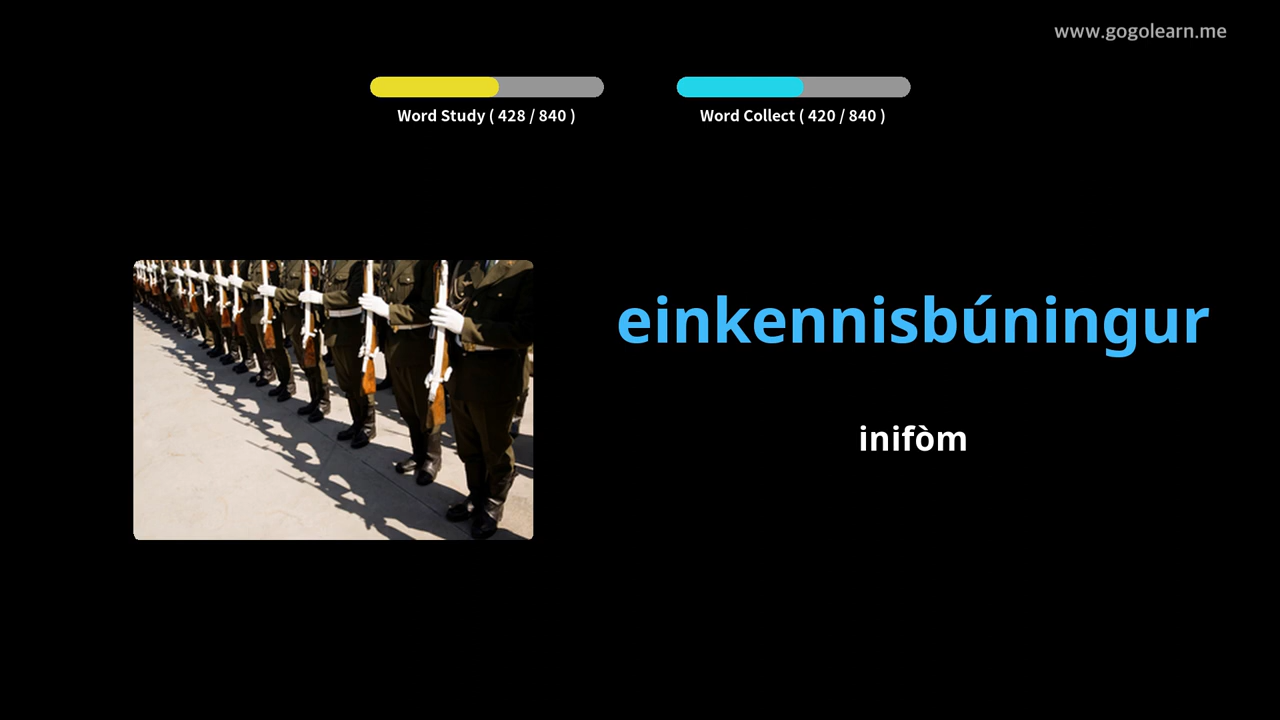 www.gogolearn.me
Word Study ( 428 / 840 )
Word Collect ( 420 / 840 )
einkennisbúningur
inifòm